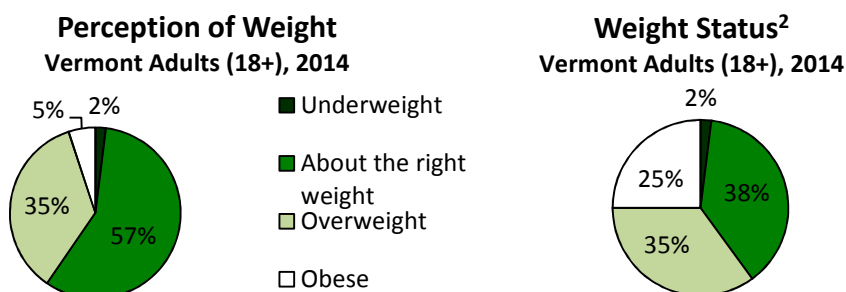 Perception of Weight
Vermont Adults (18+), 2014
5%
2%
35%
57%
Underweight
About the right
weight
Overweight
Obese
Weight Status²
Vermont Adults (18+), 2014
2%
25%
38%
35%